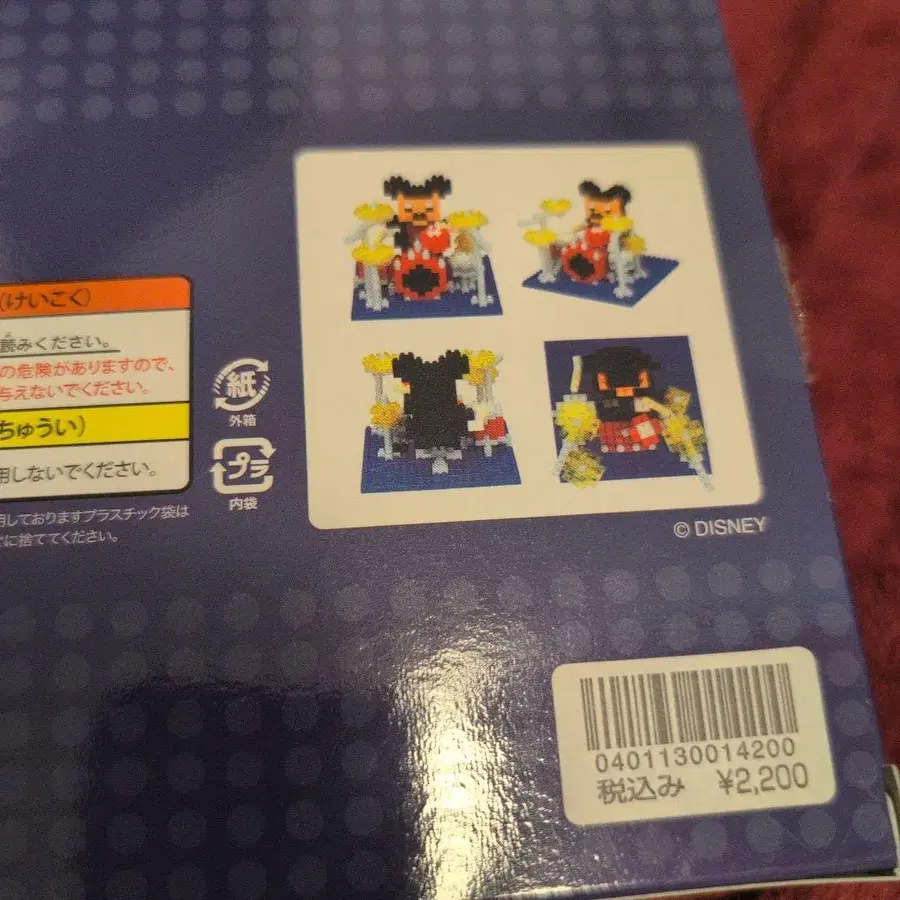 (けいこく)
読みください。
の危険がありますので、
与えないでください。
ちゅうい)
用しないでください。
用しておりますプラスチック袋は
に捨ててください。
紙
外箱
プラ
内袋
© DISNEY
0401130014200
税込み ¥2,200